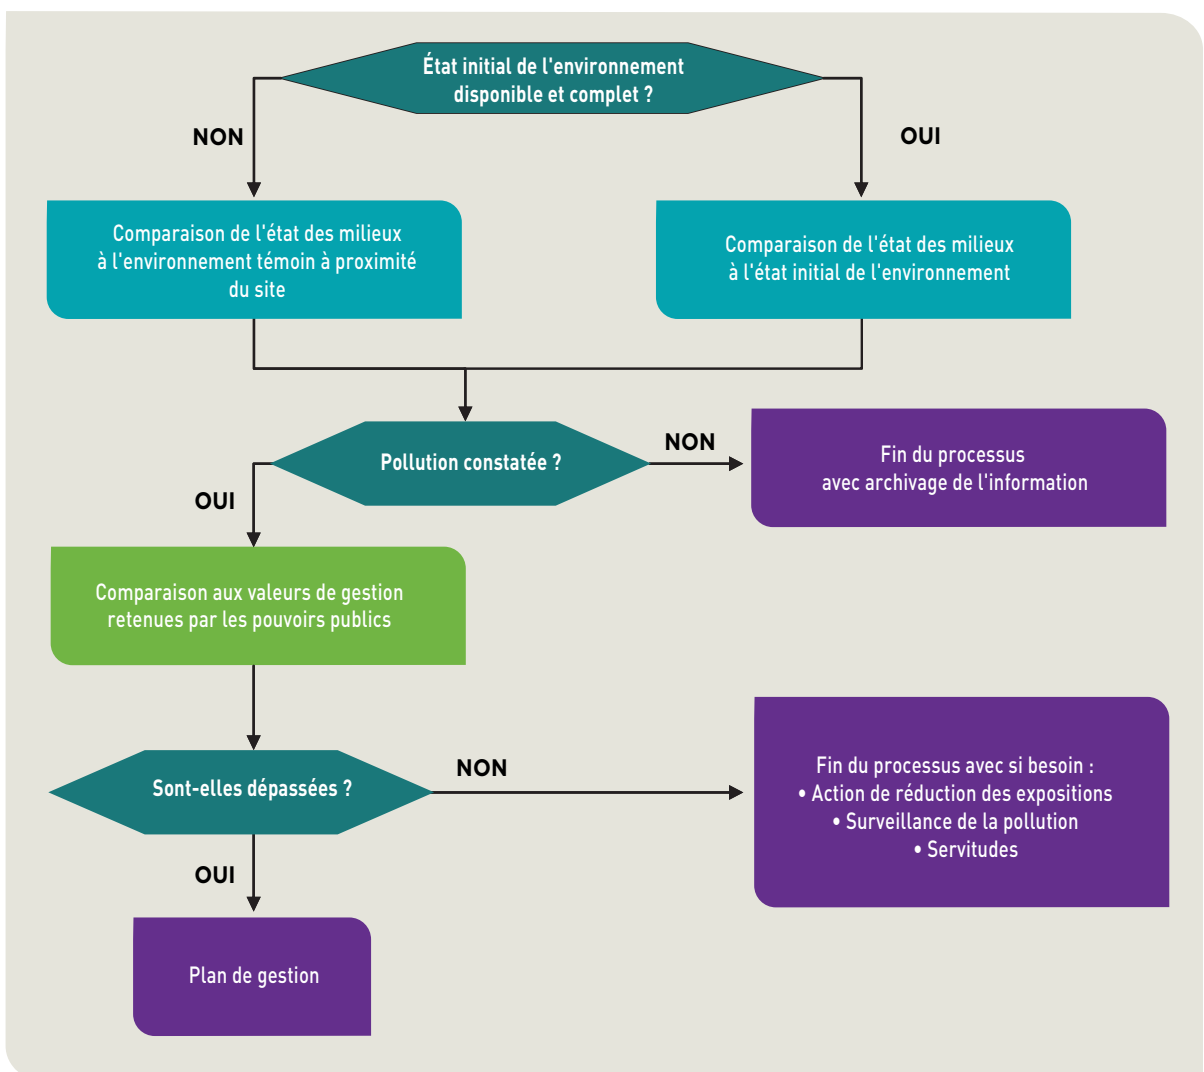 État initial de l'environnement
disponible et complet ?
NON
OUI
Comparaison de l'état des milieux
à l'environnement témoin à proximité
du site
Comparaison de l'état des milieux
à l'état initial de l'environnement
Pollution constatée ?
NON
Fin du processus
avec archivage de l'information
OUI
Comparaison aux valeurs de gestion
retenues par les pouvoirs publics
Sont-elles dépassées ?
NON
Fin du processus avec si besoin :
• Action de réduction des expositions
• Surveillance de la pollution
• Servitudes
OUI
Plan de gestion